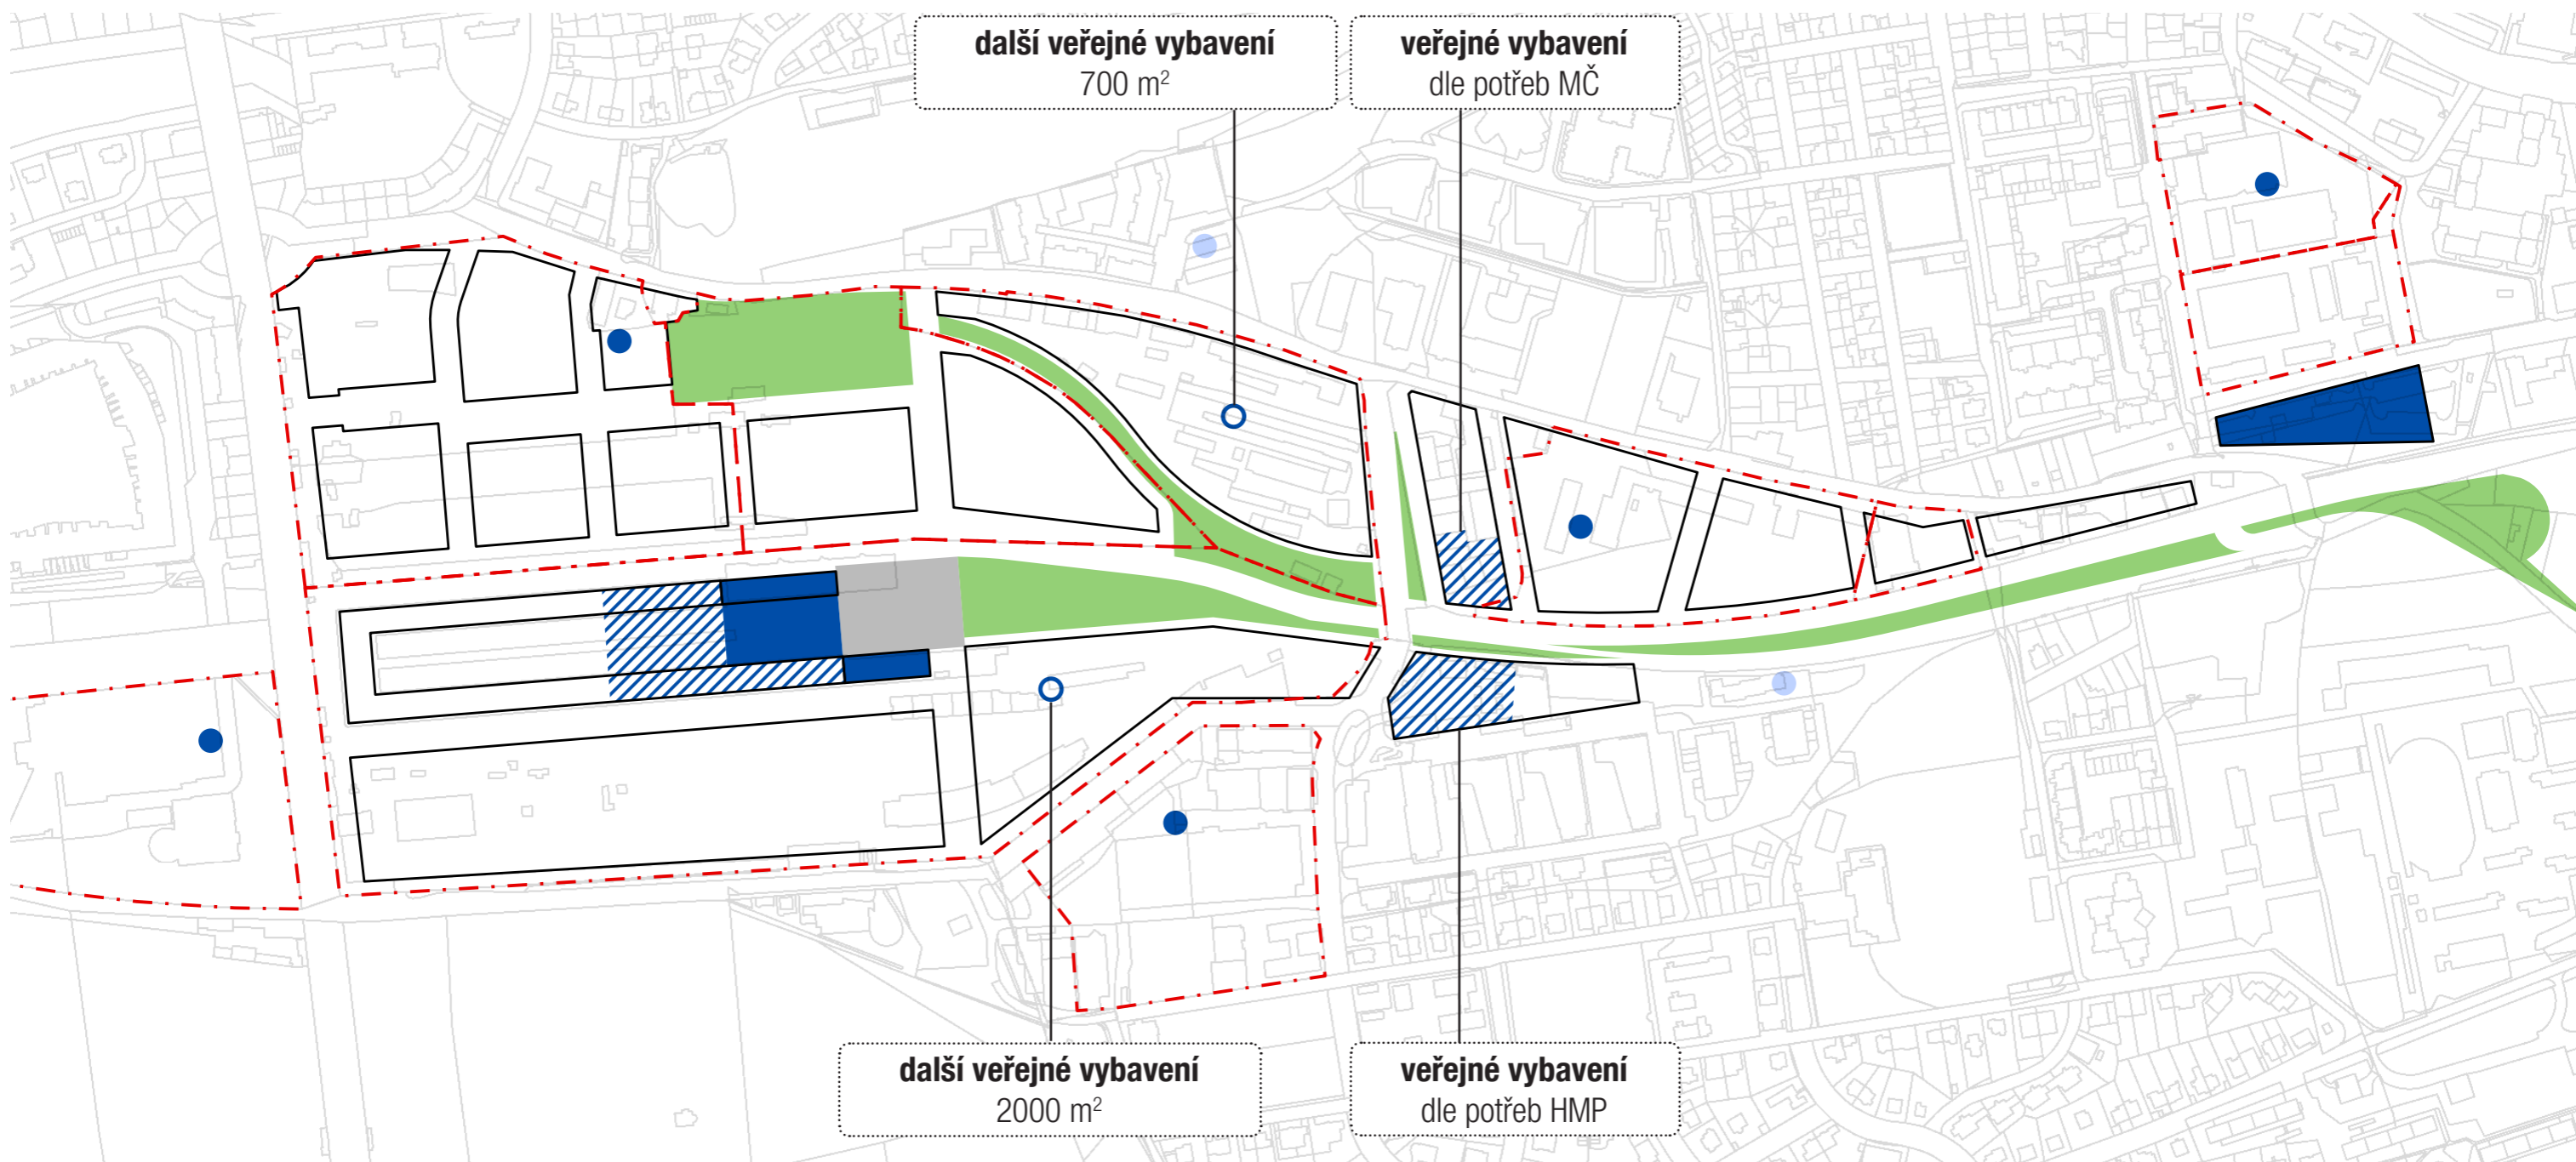 další veřejné vybavení
700 m²
veřejné vybavení
dle potřeb MČ
další veřejné vybavení
2000 m²
veřejné vybavení
dle potřeb HMP